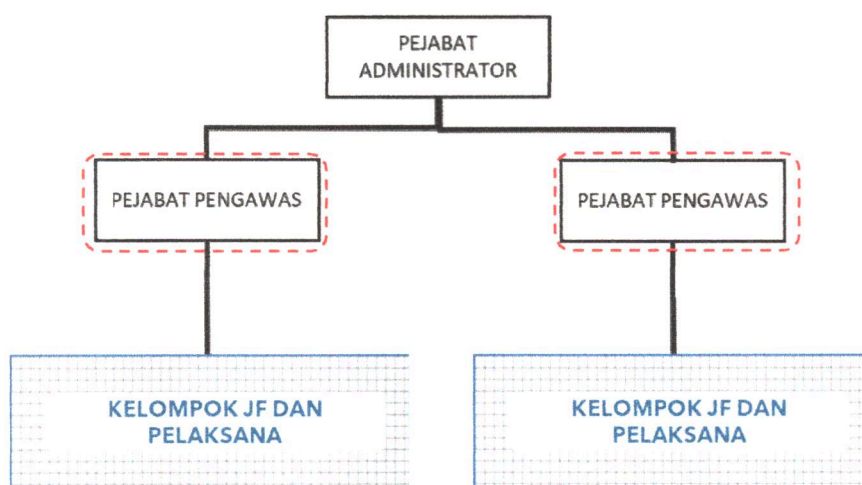 PEJABAT
ADMINISTRATOR
PEJABAT PENGAWAS
PEJABAT PENGAWAS
KELOMPOK JF DAN
PELAKSANA
KELOMPOK JF DAN
PELAKSANA